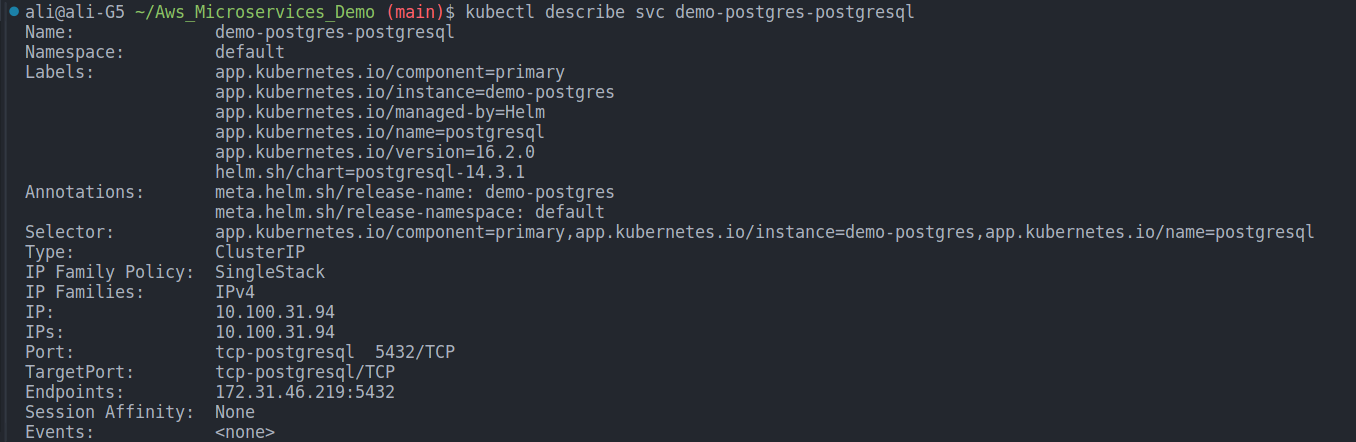 ali@ali-G5 ~/Aws_Microservices_Demo (main)$ kubectl describe svc demo-postgres-postgresql
Name:              demo-postgres-postgresql
Namespace:         default
Labels:            app.kubernetes.io/component=primary
                   app.kubernetes.io/instance=demo-postgres
                   app.kubernetes.io/managed-by=Helm
                   app.kubernetes.io/name=postgresql
                   app.kubernetes.io/version=16.2.0
                   helm.sh/chart=postgresql-14.3.1
Annotations:       meta.helm.sh/release-name: demo-postgres
                   meta.helm.sh/release-namespace: default
Selector:          app.kubernetes.io/component=primary,app.kubernetes.io/instance=demo-postgres,app.kubernetes.io/name=postgresql
Type:              ClusterIP
IP Family Policy:  SingleStack
IP Families:       IPv4
IP:                10.100.31.94
IPs:               10.100.31.94
Port:              tcp-postgresql  5432/TCP
TargetPort:        tcp-postgresql/TCP
Endpoints:         172.31.46.219:5432
Session Affinity:  None
Events:            <none>